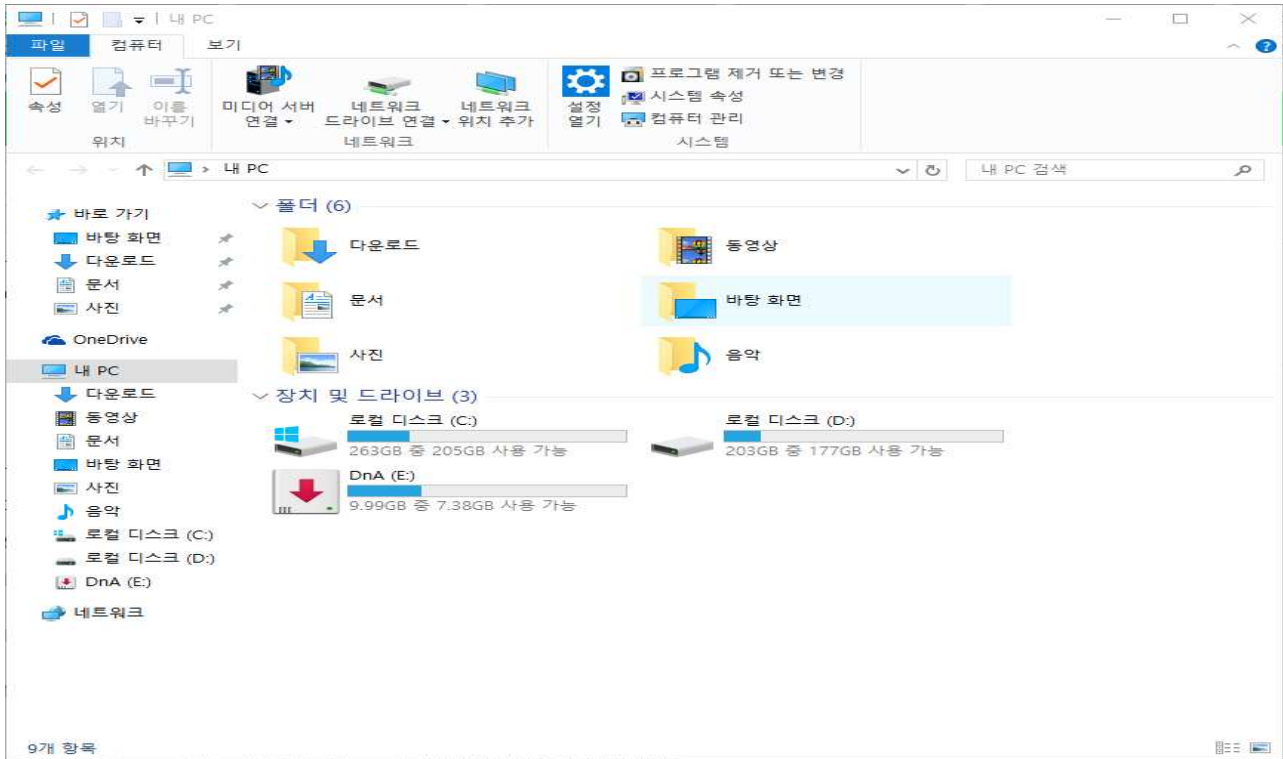 내 PC
파일 컴퓨터 보기
속성 열기 이름 바꾸기
위치
미디어 서버 연결 네트워크 드라이브 연결 네트워크 위치 추가
네트워크
설정 열기
프로그램 제거 또는 변경
시스템 속성
컴퓨터 관리
시스템
내 PC
내 PC 검색
바로 가기
바탕 화면
다운로드
문서
사진
OneDrive
내 PC
다운로드
동영상
문서
바탕 화면
사진
음악
로컬 디스크 (C:)
로컬 디스크 (D:)
DnA (E:)
네트워크
폴더 (6)
다운로드
동영상
문서
바탕 화면
사진
음악
장치 및 드라이브 (3)
로컬 디스크 (C:)
263GB 중 205GB 사용 가능
로컬 디스크 (D:)
203GB 중 177GB 사용 가능
DnA (E:)
9.99GB 중 7.38GB 사용 가능
9개 항목